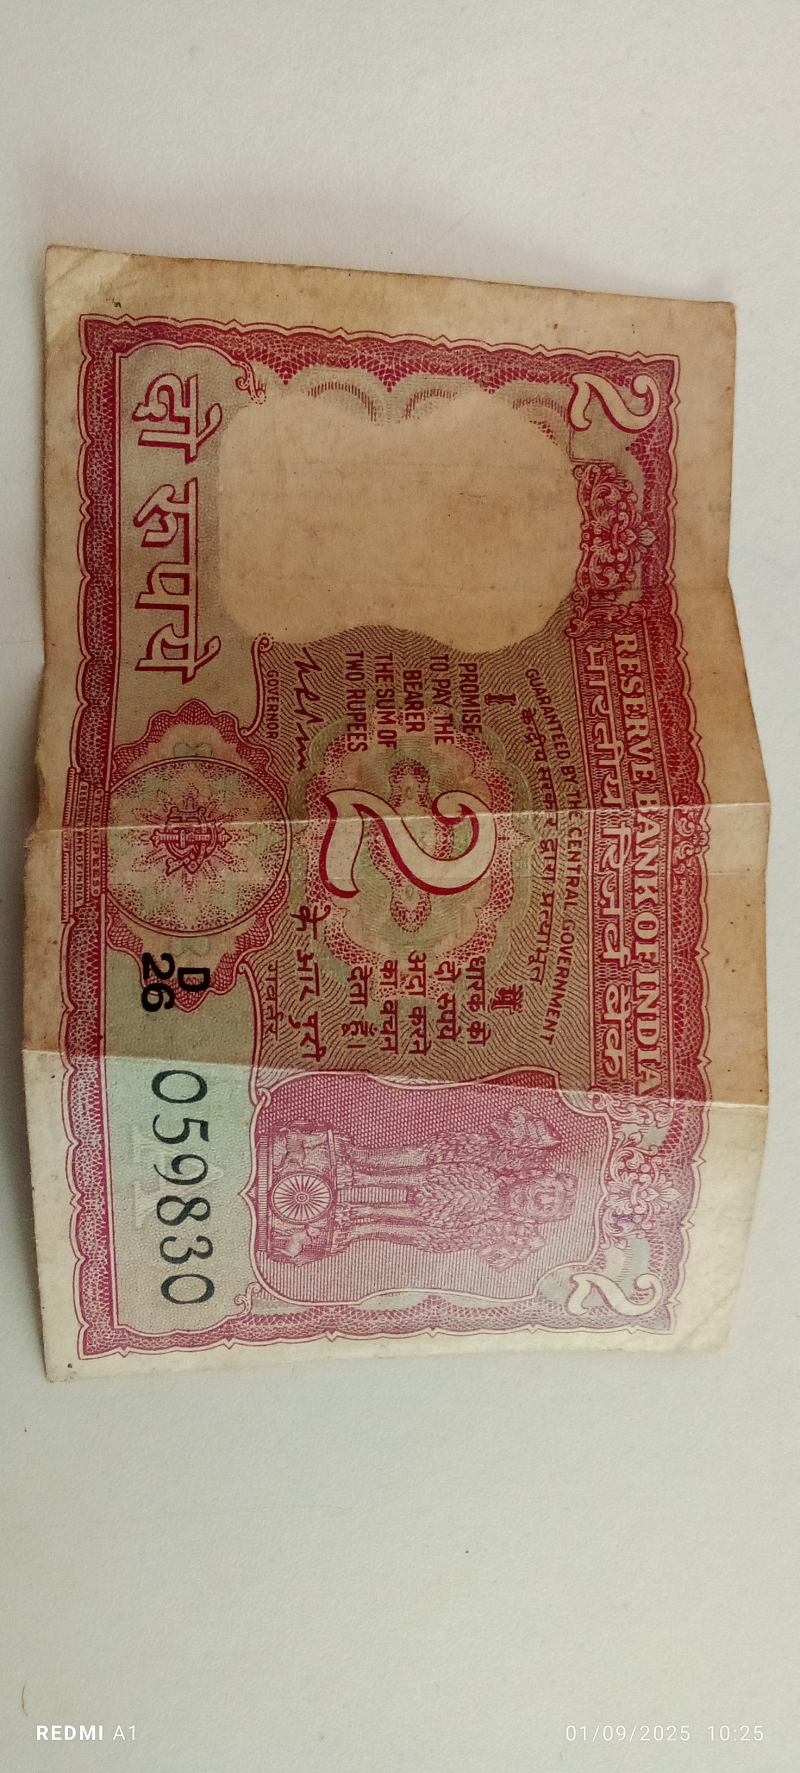 2
2
RESERVE BANK OF INDIA
भारतीय रिज़र्व बैंक
GUARANTEED BY THE CENTRAL GOVERNMENT
केन्द्रीय सरकार द्वारा प्रत्याभूत
I
PROMISE
TO PAY THE
BEARER
THE SUM OF
TWO RUPEES
GOVERNOR
2
मैं
धारक को
दो रुपये
अदा करने
का वचन
देता हूँ।
के आर पुरी
गवर्नर
दो रुपये
D
26
059830
A
REDMI A1
01/09/2025 10:25